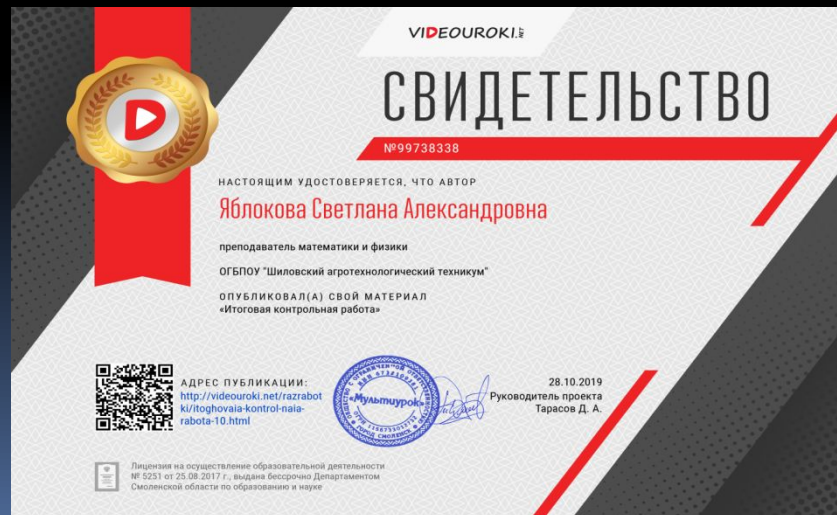 VIDEOUROKI.NET
СВИДЕТЕЛЬСТВО
№99738338
НАСТОЯЩИМ УДОСТОВЕРЯЕТСЯ, ЧТО АВТОР
Яблокова Светлана Александровна
преподаватель математики и физики
ОГБПОУ "Шиловский агротехнологический техникум"
ОПУБЛИКОВАЛ(А) СВОЙ МАТЕРИАЛ
«Итоговая контрольная работа»
АДРЕС ПУБЛИКАЦИИ:
http://videouroki.net/razrabot
ki/itoghovaia-kontrol-naia-
rabota-10.html
«Мультиурок»
ГОРОД СМОЛЕНСК
28.10.2019
Руководитель проекта
Тарасов Д. А.
Лицензия на осуществление образовательной деятельности
№ 5251 от 25.08.2017 г., выдана бессрочно Департаментом
Смоленской области по образованию и науке